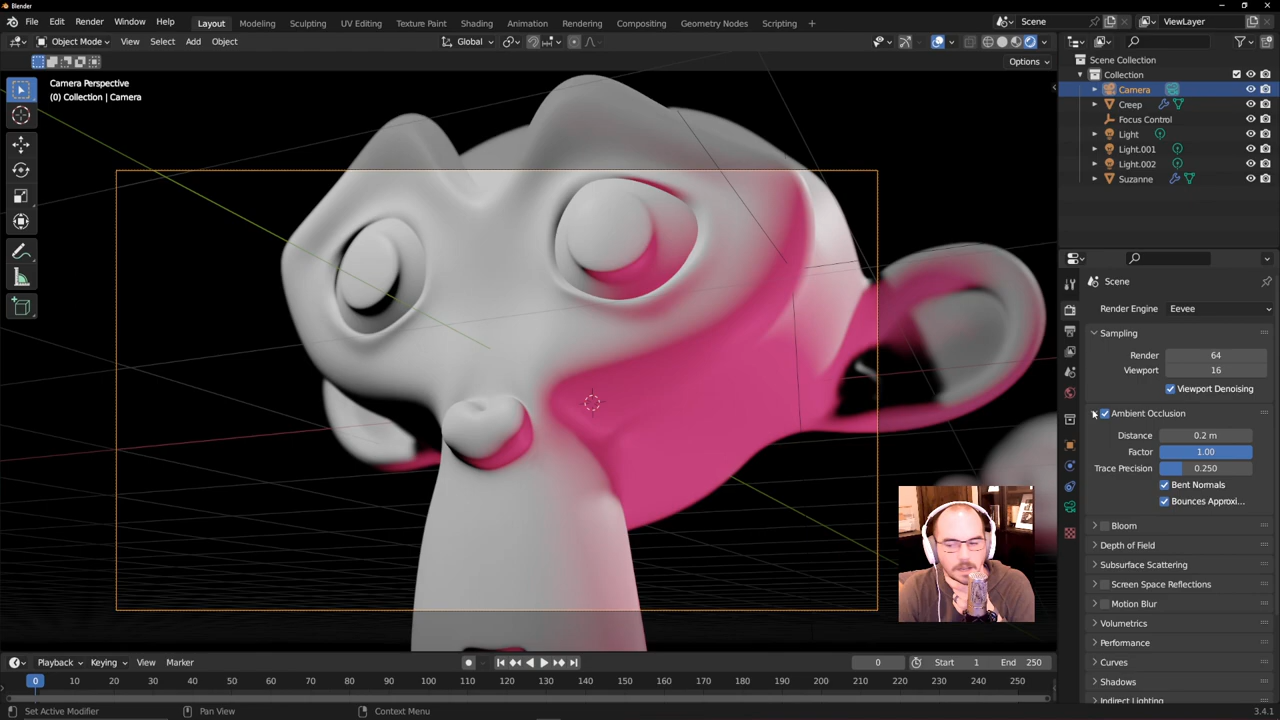 Blender
File Edit Render Window Help
Layout Modeling Sculpting UV Editing Texture Paint Shading Animation Rendering Compositing Geometry Nodes Scripting +
Scene ViewLayer
Object Mode View Select Add Object Global
Options
Camera Perspective
(0) Collection | Camera
Scene Collection
Collection
Camera
Creep
Focus Control
Light
Light.001
Light.002
Suzanne
Scene
Render Engine Eevee
Sampling
Render 64
Viewport 16
Viewport Denoising
Ambient Occlusion
Distance 0.2 m
Factor 1.00
Trace Precision 0.250
Bent Normals
Bounces Approxi...
Bloom
Depth of Field
Subsurface Scattering
Screen Space Reflections
Motion Blur
Volumetrics
Performance
Curves
Shadows
Indirect Lighting
Playback Keying View Marker 0 Start 1 End 250
0 10 20 30 40 50 60 70 80 90 100 110 120 130 140 150 160 170 180 190 200 210 220 230 240 250
Set Active Modifier Pan View Context Menu 3.4.1